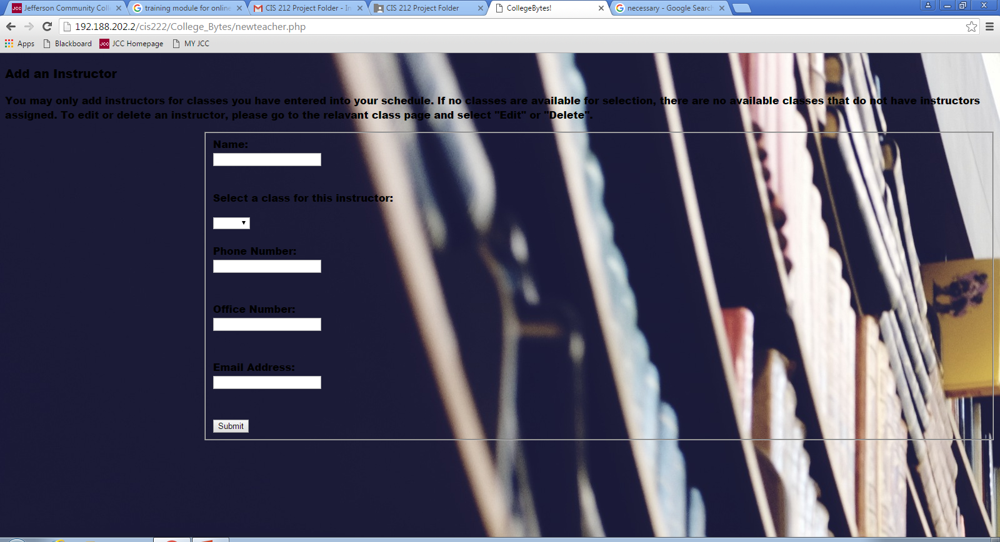 JCC Jefferson Community Coll
training module for online
CIS 212 Project Folder - In
CIS 212 Project Folder
CollegeBytes!
necessary - Google Search
192.188.202.2/cis222/College_Bytes/newteacher.php
Apps
Blackboard
JCC JCC Homepage
MY JCC
Add an Instructor
You may only add instructors for classes you have entered into your schedule. If no classes are available for selection, there are no available classes that do not have instructors
assigned. To edit or delete an instructor, please go to the relavant class page and select "Edit" or "Delete".
Name:
Select a class for this instructor:
Phone Number:
Office Number:
Email Address:
Submit